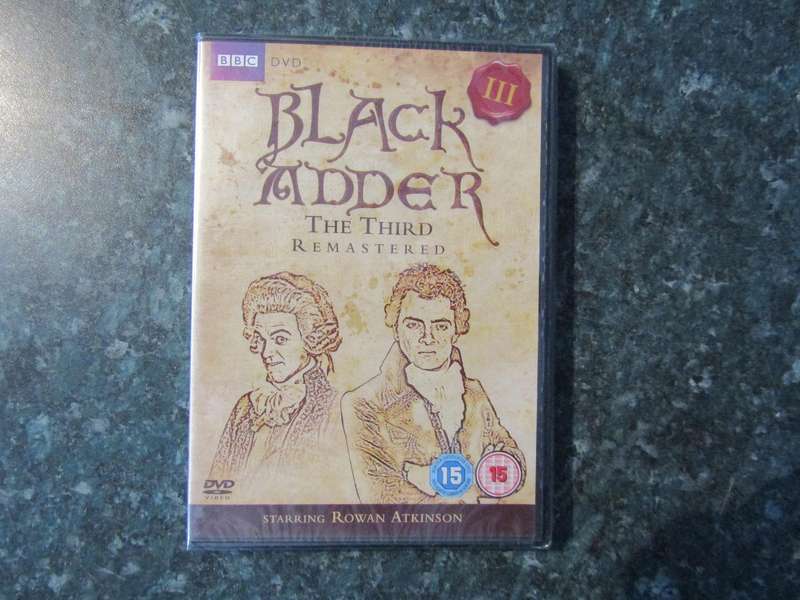 BBC DVD
III
BLACK
ADDER
THE THIRD
REMASTERED
15 15
DVD
VIDEO
STARRING ROWAN ATKINSON